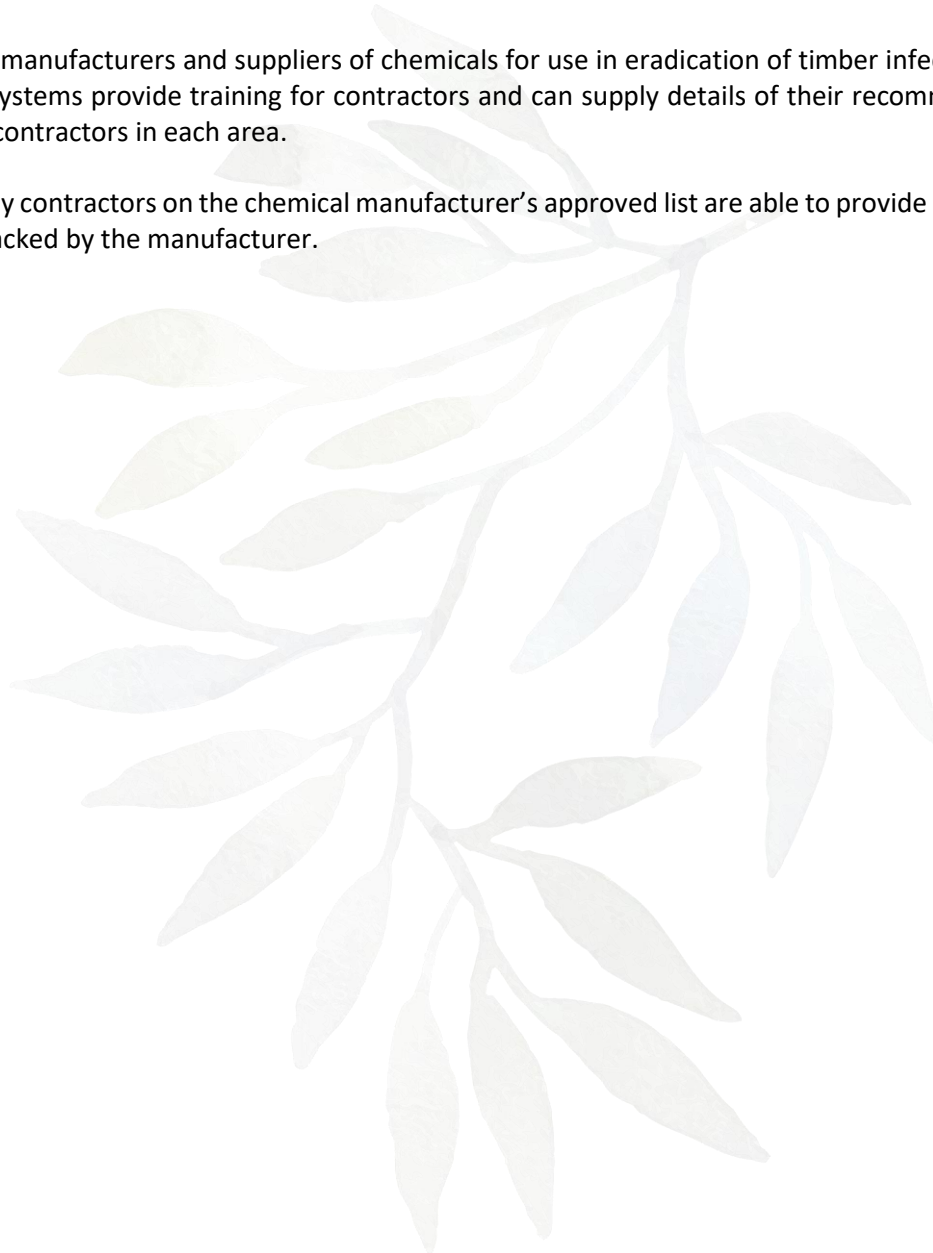 manufacturers and suppliers of chemicals for use in eradication of timber infe
ystems provide training for contractors and can supply details of their recom
contractors in each area.
y contractors on the chemical manufacturer’s approved list are able to provide
acked by the manufacturer.